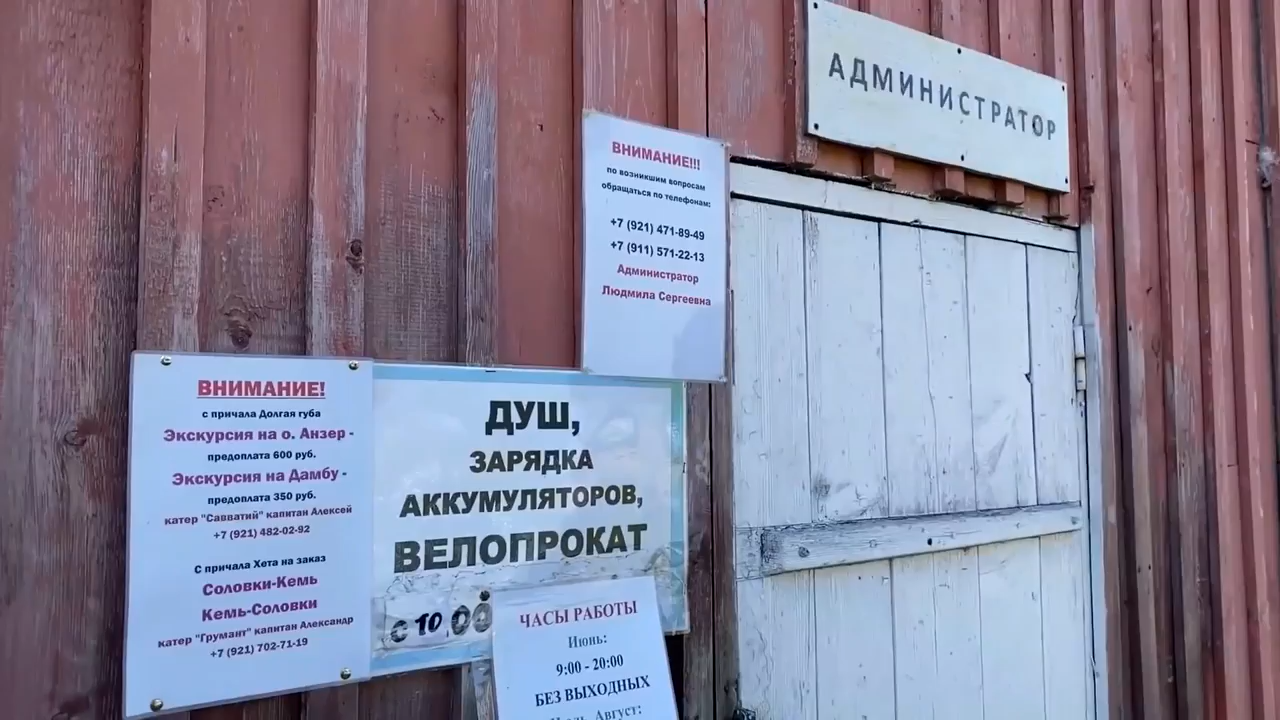 АДМИНИСТРАТОР
ВНИМАНИЕ!!!
по возникшим вопросам
обращаться по телефонам:
+7 (921) 471-89-49
+7 (911) 571-22-13
Администратор
Людмила Сергеевна
ВНИМАНИЕ!
с причала Долгая губа
Экскурсия на о. Анзер -
предоплата 600 руб.
Экскурсия на Дамбу -
предоплата 350 руб.
катер "Савватий" капитан Алексей
+7 (921) 482-02-92
С причала Хета на заказ
Соловки-Кемь
Кемь-Соловки
катер "Грумант" капитан Александр
+7 (921) 702-71-19
ДУШ,
ЗАРЯДКА
АККУМУЛЯТОРОВ,
ВЕЛОПРОКАТ
с 10,00
ЧАСЫ РАБОТЫ
Июнь:
9:00 - 20:00
БЕЗ ВЫХОДНЫХ
Август: